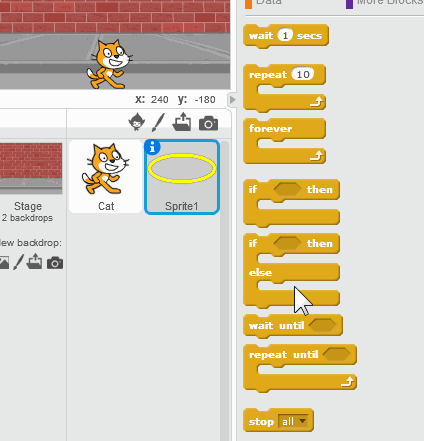 Data
More Blocks
wait 1 secs
repeat 10
forever
if then
if then
else
wait until
repeat until
stop all
x: 240 y: -180
Cat
Sprite1
Stage
2 backdrops
ew backdrop: